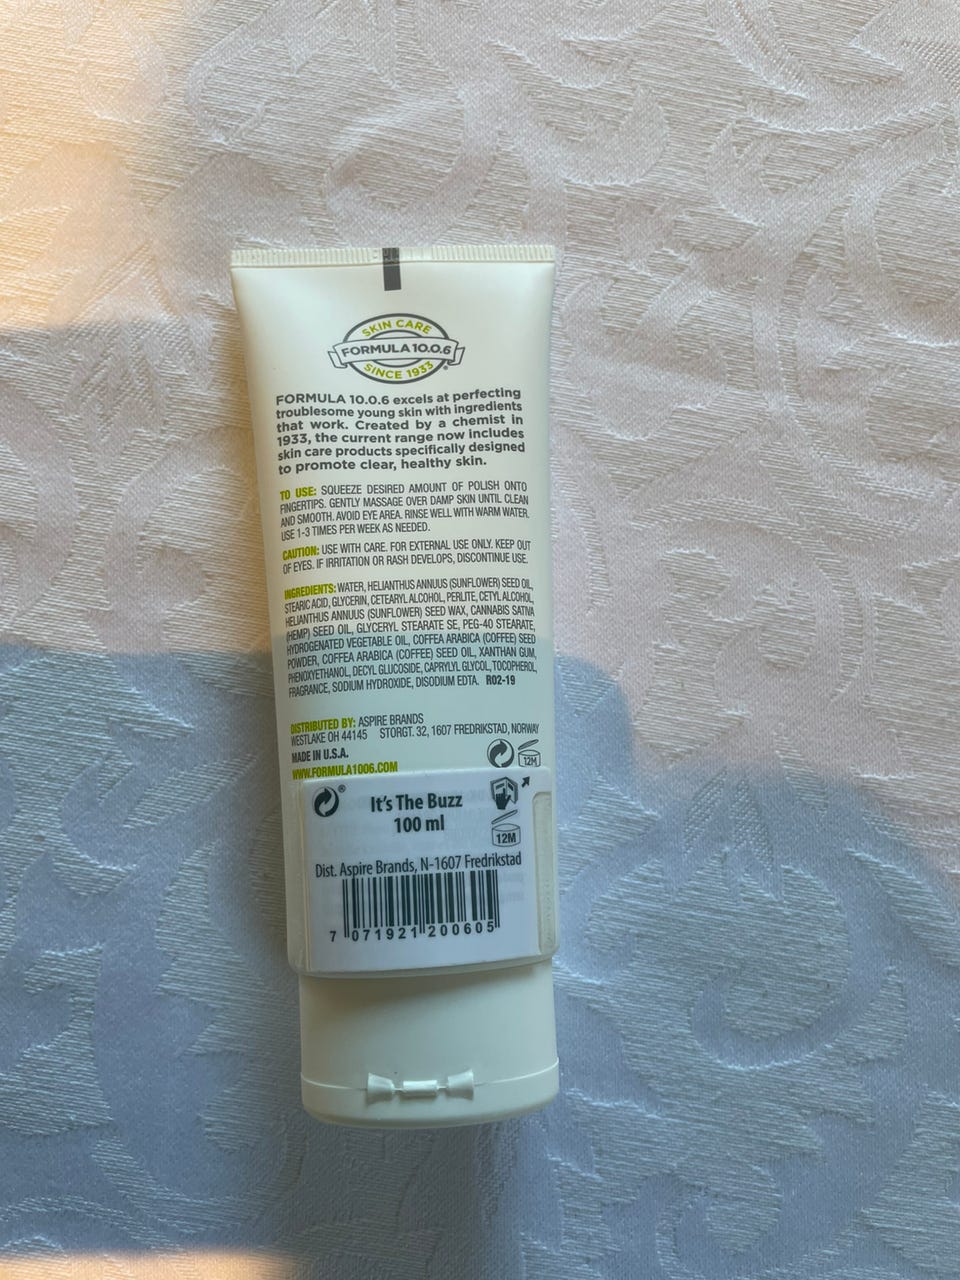 SKIN CARE
FORMULA 10.0.6
SINCE 1933
FORMULA 10.0.6 excels at perfecting
troublesome young skin with ingredients
that work. Created by a chemist in
1933, the current range now includes
skin care products specifically designed
to promote clear, healthy skin.
TO USE: SQUEEZE DESIRED AMOUNT OF POLISH ONTO
FINGERTIPS. GENTLY MASSAGE OVER DAMP SKIN UNTIL CLEAN
AND SMOOTH. AVOID EYE AREA. RINSE WELL WITH WARM WATER.
USE 1-3 TIMES PER WEEK AS NEEDED.
CAUTION: USE WITH CARE. FOR EXTERNAL USE ONLY. KEEP OUT
OF EYES. IF IRRITATION OR RASH DEVELOPS, DISCONTINUE USE.
INGREDIENTS: WATER, HELIANTHUS ANNUUS (SUNFLOWER) SEED OIL,
STEARIC ACID, GLYCERIN, CETEARYL ALCOHOL, PERLITE, CETYL ALCOHOL,
HELIANTHUS ANNUUS (SUNFLOWER) SEED WAX, CANNABIS SATIVA
(HEMP) SEED OIL, GLYCERYL STEARATE SE, PEG-40 STEARATE,
HYDROGENATED VEGETABLE OIL, COFFEA ARABICA (COFFEE) SEED
POWDER, COFFEA ARABICA (COFFEE) SEED OIL, XANTHAN GUM,
PHENOXYETHANOL, DECYL GLUCOSIDE, CAPRYLYL GLYCOL, TOCOPHEROL,
FRAGRANCE, SODIUM HYDROXIDE, DISODIUM EDTA. R02-19
DISTRIBUTED BY: ASPIRE BRANDS
WESTLAKE OH 44145 STORGT. 32, 1607 FREDRIKSTAD, NORWAY
MADE IN U.S.A.
WWW.FORMULA1006.COM
12M
It's The Buzz
100 ml
12M
Dist. Aspire Brands, N-1607 Fredrikstad
7 071921 200605